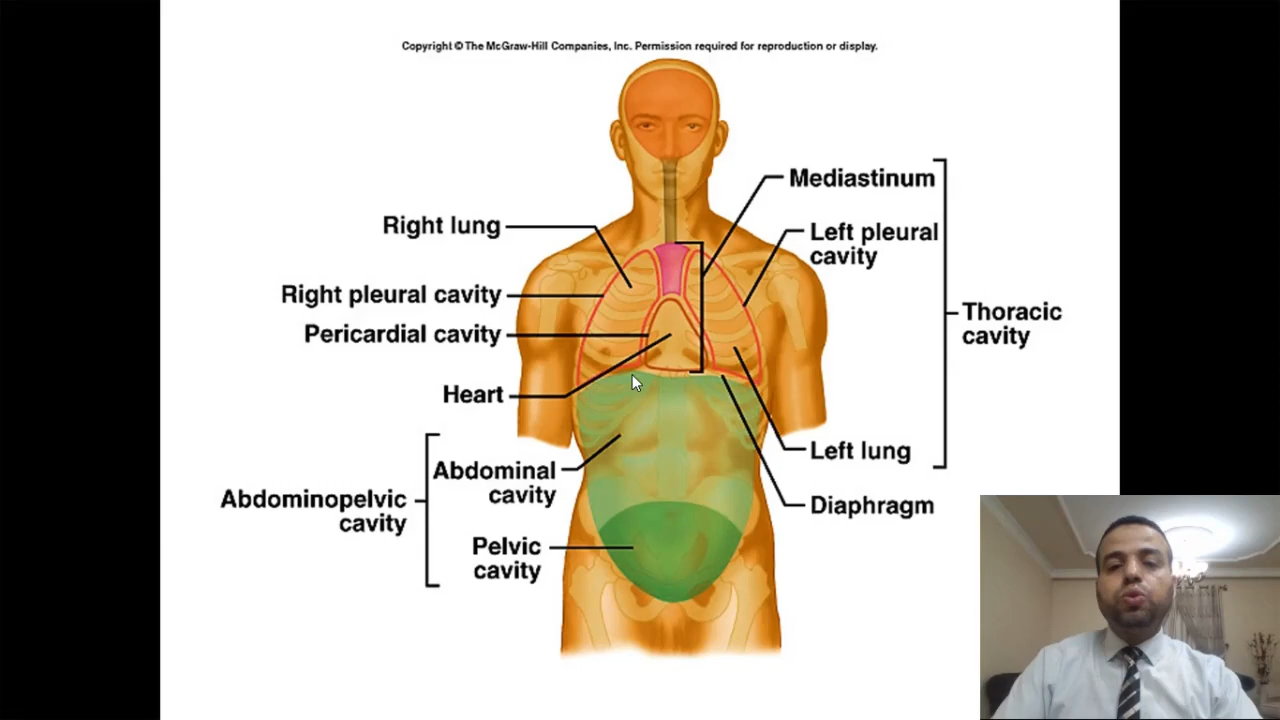 Copyright © The McGraw-Hill Companies, Inc. Permission required for reproduction or display.
Mediastinum
Right lung
Left pleural
cavity
Right pleural cavity
Thoracic
cavity
Pericardial cavity
Heart
Left lung
Abdominal
cavity
Abdominopelvic
cavity
Diaphragm
Pelvic
cavity